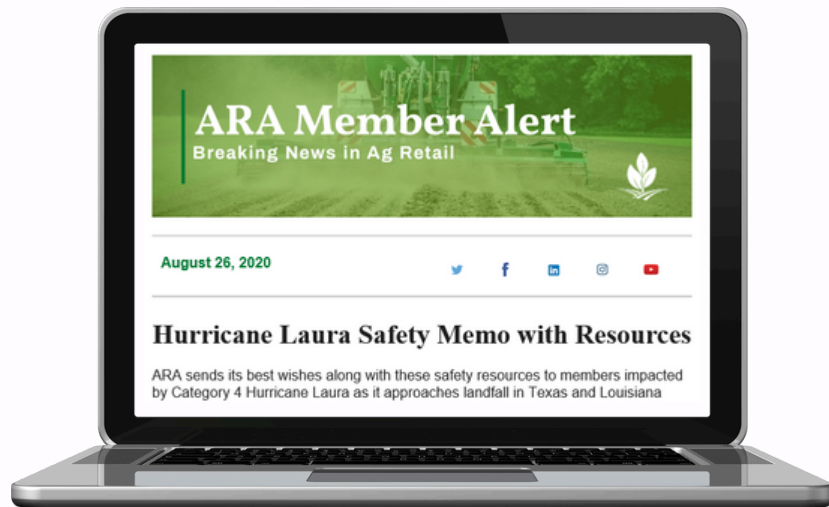 ARA Member Alert
Breaking News in Ag Retail
August 26, 2020
Hurricane Laura Safety Memo with Resources
ARA sends its best wishes along with these safety resources to members impacted
by Category 4 Hurricane Laura as it approaches landfall in Texas and Louisiana